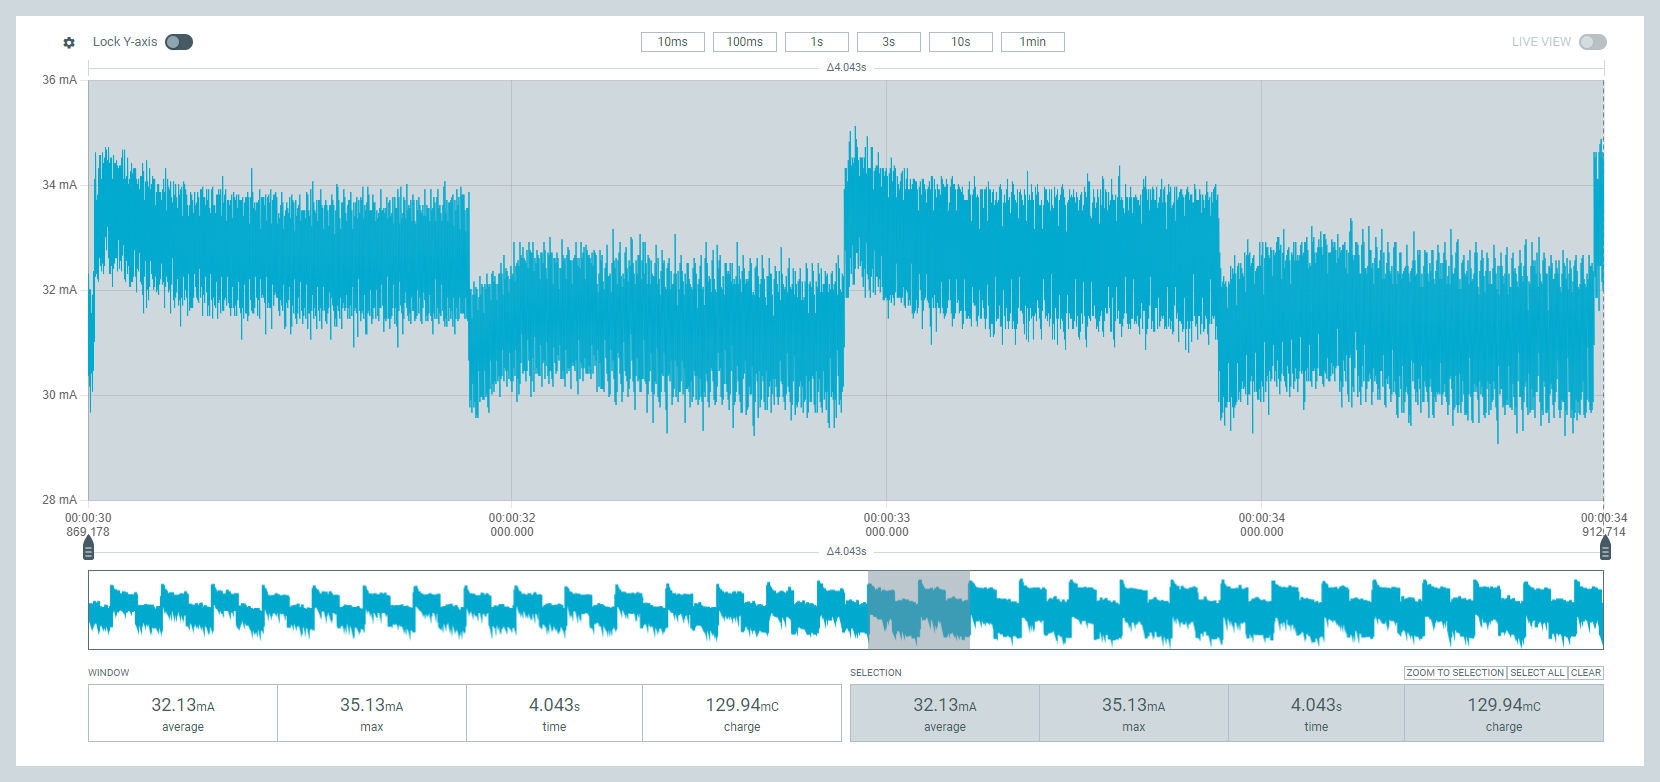 Lock Y-axis 10ms 100ms 1s 3s 10s 1min LIVE VIEW
Δ4.043s
36 mA
34 mA
32 mA
30 mA
28 mA
00:00:30 00:00:32 00:00:33 00:00:34 00:00:34
869.178 000.000 000.000 000.000 912.714
Δ4.043s
WINDOW SELECTION ZOOM TO SELECTION SELECT ALL CLEAR
32.13mA 35.13mA 4.043s 129.94mC 32.13mA 35.13mA 4.043s 129.94mC
average max time charge average max time charge